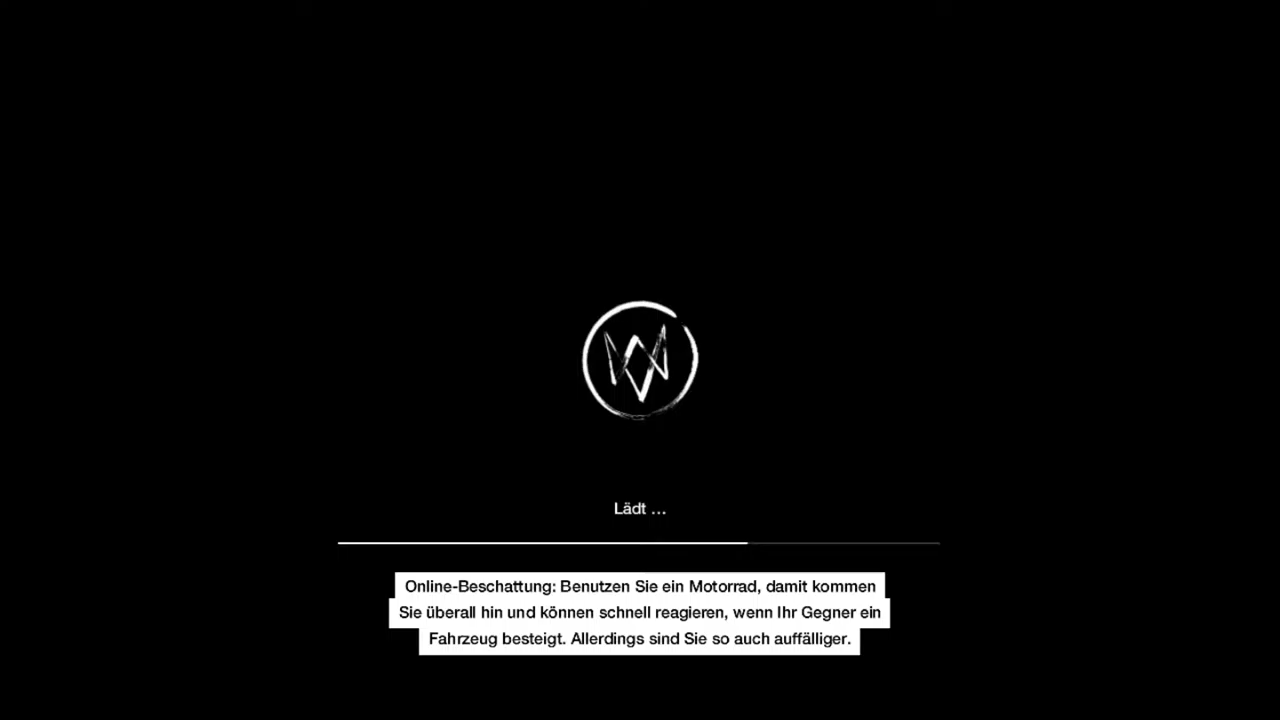 Lädt ...
Online-Beschattung: Benutzen Sie ein Motorrad, damit kommen
Sie überall hin und können schnell reagieren, wenn Ihr Gegner ein
Fahrzeug besteigt. Allerdings sind Sie so auch auffälliger.